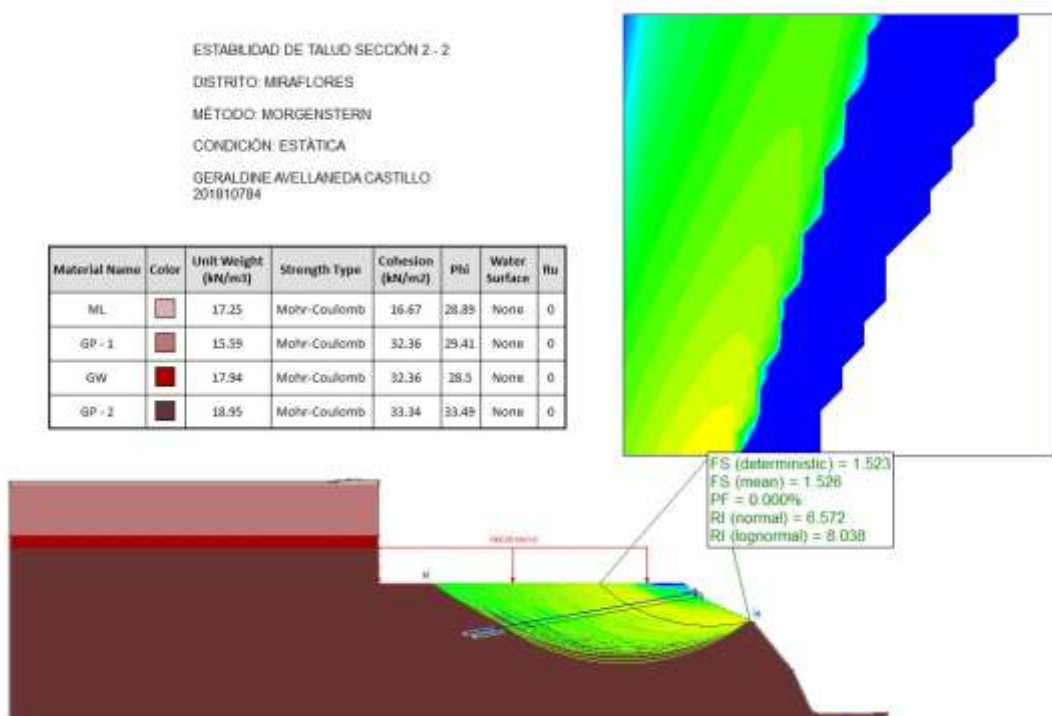 ESTABILIDAD DE TALUD SECCIÓN 2 - 2
DISTRITO: MIRAFLORES
MÉTODO: MORGENSTERN
CONDICIÓN: ESTÀTICA
GERALDINE AVELLANEDA CASTILLO
201810784
Material Name Color Unit Weight (kN/m3) Strength Type Cohesion (kN/m2) Phi Water Surface Ru
ML 17.25 Mohr-Coulomb 16.67 28.89 None 0
GP - 1 15.59 Mohr-Coulomb 32.36 29.41 None 0
GW 17.94 Mohr-Coulomb 32.36 28.5 None 0
GP - 2 18.95 Mohr-Coulomb 33.34 33.49 None 0
FS (deterministic) = 1.523
FS (mean) = 1.526
PF = 0.000%
RI (normal) = 6.572
RI (lognormal) = 8.038